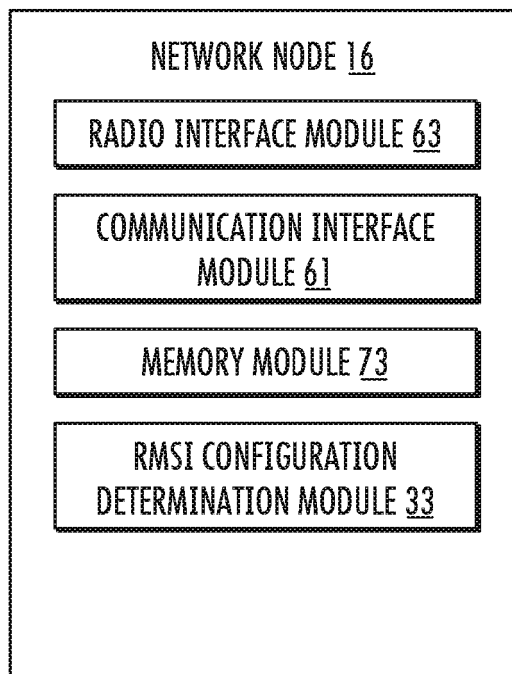 NETWORK NODE 16
RADIO INTERFACE MODULE 63
COMMUNICATION INTERFACE
MODULE 61
MEMORY MODULE 73
RMSI CONFIGURATION
DETERMINATION MODULE 33